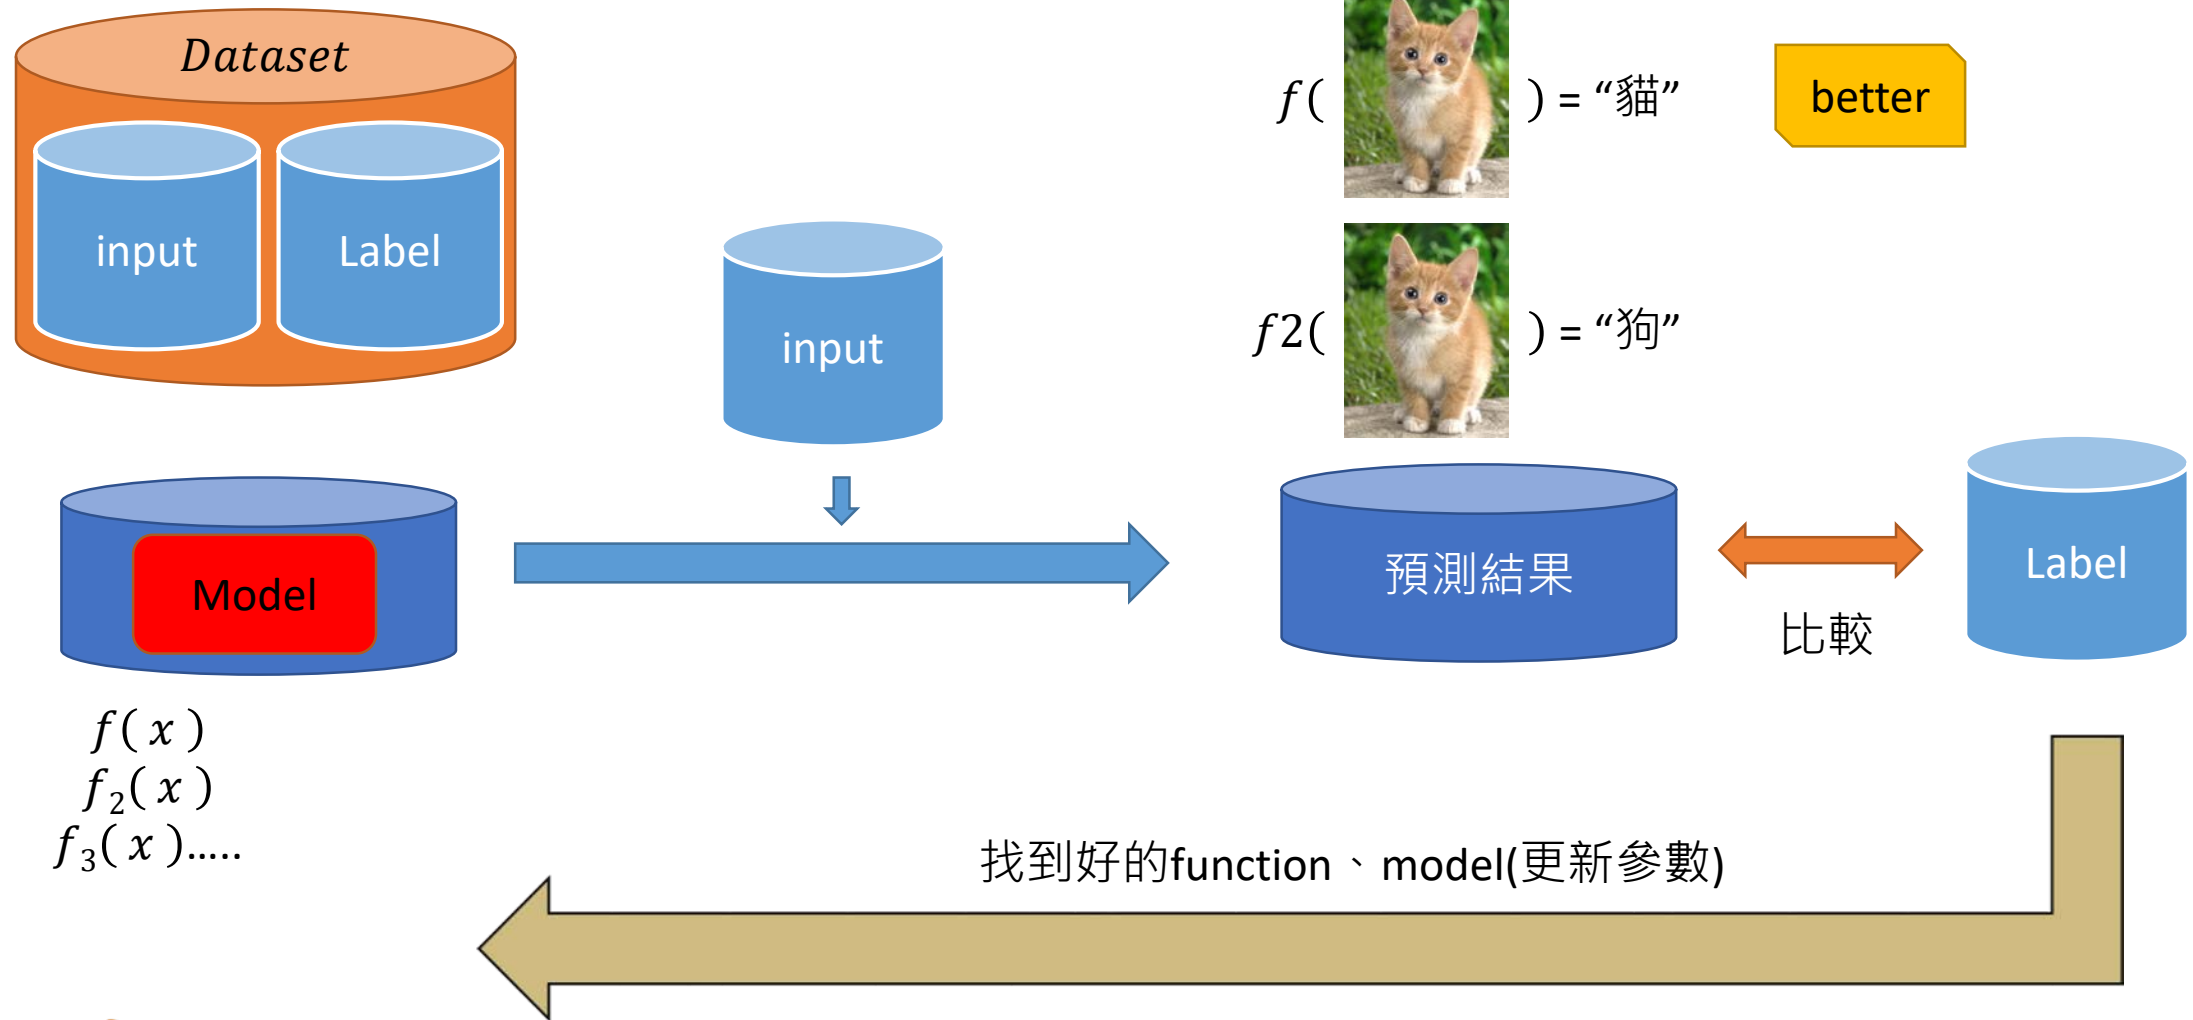 Dataset
input
Label
input
f( ) = “貓”
better
f2( ) = “狗”
Model
預測結果
比較
Label
f( x )
f₂( x )
f₃( x ).....
找到好的function、model(更新參數)